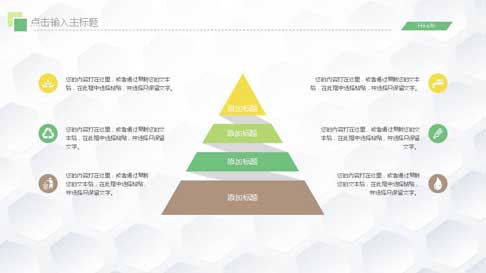 点击输入主标题
Health
您的内容打在这里，或者通过复制您的文本
后，在此框中选择粘贴，并选择只保留文字。
您的内容打在这里，或者通过复制您的文
本后，在此框中选择粘贴，并选择只保留
文字。
您的内容打在这里，或者通过复制
您的文本后，在此框中选择粘贴，
并选择只保留文字。
添加标题
添加标题
添加标题
添加标题
您的内容打在这里，或者通过复制您的文本
后，在此框中选择粘贴，并选择只保留文字。
您的内容打在这里，或者通过复制您的文
本后，在此框中选择粘贴，并选择只保留
文字。
您的内容打在这里，或者通过复制
您的文本后，在此框中选择粘贴，
并选择只保留文字。